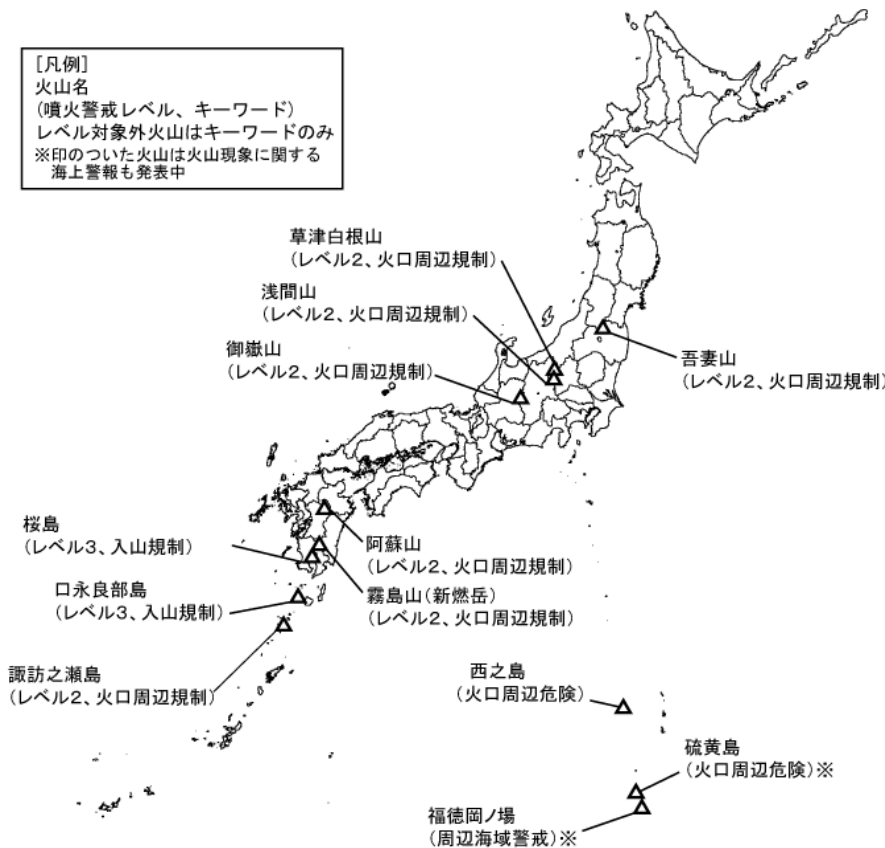 [凡例]
火山名
(噴火警戒レベル、キーワード)
レベル対象外火山はキーワードのみ
※印のついた火山は火山現象に関する
海上警報も発表中
草津白根山
(レベル2、火口周辺規制)
浅間山
(レベル2、火口周辺規制)
御嶽山
(レベル2、火口周辺規制)
吾妻山
(レベル2、火口周辺規制)
桜島
(レベル3、入山規制)
阿蘇山
(レベル2、火口周辺規制)
口永良部島
(レベル3、入山規制)
霧島山(新燃岳)
(レベル2、火口周辺規制)
諏訪之瀬島
(レベル2、火口周辺規制)
西之島
(火口周辺危険)
硫黄島
(火口周辺危険)※
福徳岡ノ場
(周辺海域警戒)※